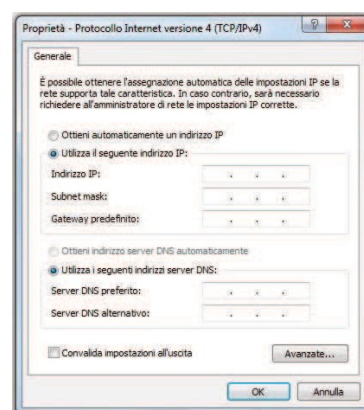 Proprietà - Protocollo Internet versione 4 (TCP/IPv4)
Generale
È possibile ottenere l'assegnazione automatica delle impostazioni IP se la
rete supporta tale caratteristica. In caso contrario, sarà necessario
richiedere all'amministratore di rete le impostazioni IP corrette.
Ottieni automaticamente un indirizzo IP
Utilizza il seguente indirizzo IP:
Indirizzo IP: . . .
Subnet mask: . . .
Gateway predefinito: . . .
Ottieni indirizzo server DNS automaticamente
Utilizza i seguenti indirizzi server DNS:
Server DNS preferito: . . .
Server DNS alternativo: . . .
Convalida impostazioni all'uscita Avanzate...
OK Annulla